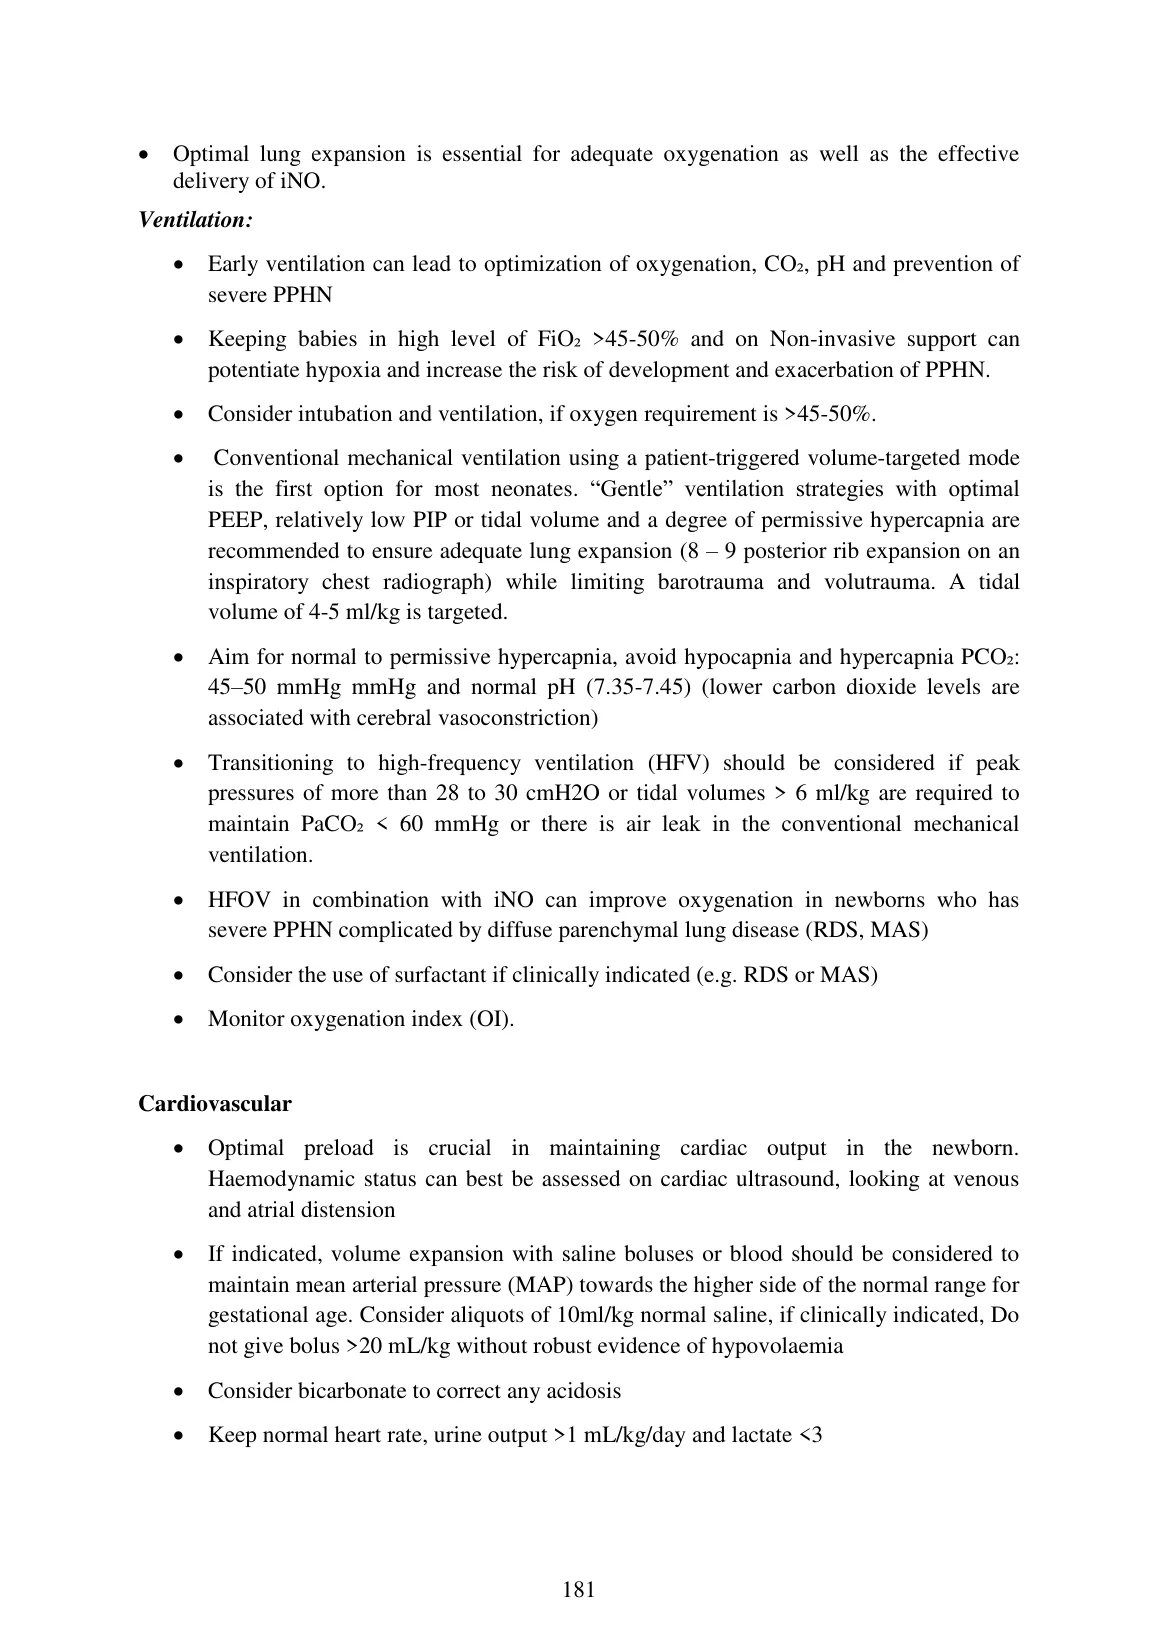 • Optimal lung expansion is essential for adequate oxygenation as well as the effective
delivery of iNO.
Ventilation:
• Early ventilation can lead to optimization of oxygenation, CO₂, pH and prevention of
severe PPHN
• Keeping babies in high level of FiO₂ >45-50% and on Non-invasive support can
potentiate hypoxia and increase the risk of development and exacerbation of PPHN.
• Consider intubation and ventilation, if oxygen requirement is >45-50%.
• Conventional mechanical ventilation using a patient-triggered volume-targeted mode
is the first option for most neonates. “Gentle” ventilation strategies with optimal
PEEP, relatively low PIP or tidal volume and a degree of permissive hypercapnia are
recommended to ensure adequate lung expansion (8 – 9 posterior rib expansion on an
inspiratory chest radiograph) while limiting barotrauma and volutrauma. A tidal
volume of 4-5 ml/kg is targeted.
• Aim for normal to permissive hypercapnia, avoid hypocapnia and hypercapnia PCO₂:
45–50 mmHg mmHg and normal pH (7.35-7.45) (lower carbon dioxide levels are
associated with cerebral vasoconstriction)
• Transitioning to high-frequency ventilation (HFV) should be considered if peak
pressures of more than 28 to 30 cmH2O or tidal volumes > 6 ml/kg are required to
maintain PaCO₂ < 60 mmHg or there is air leak in the conventional mechanical
ventilation.
• HFOV in combination with iNO can improve oxygenation in newborns who has
severe PPHN complicated by diffuse parenchymal lung disease (RDS, MAS)
• Consider the use of surfactant if clinically indicated (e.g. RDS or MAS)
• Monitor oxygenation index (OI).
Cardiovascular
• Optimal preload is crucial in maintaining cardiac output in the newborn.
Haemodynamic status can best be assessed on cardiac ultrasound, looking at venous
and atrial distension
• If indicated, volume expansion with saline boluses or blood should be considered to
maintain mean arterial pressure (MAP) towards the higher side of the normal range for
gestational age. Consider aliquots of 10ml/kg normal saline, if clinically indicated, Do
not give bolus >20 mL/kg without robust evidence of hypovolaemia
• Consider bicarbonate to correct any acidosis
• Keep normal heart rate, urine output >1 mL/kg/day and lactate <3
181